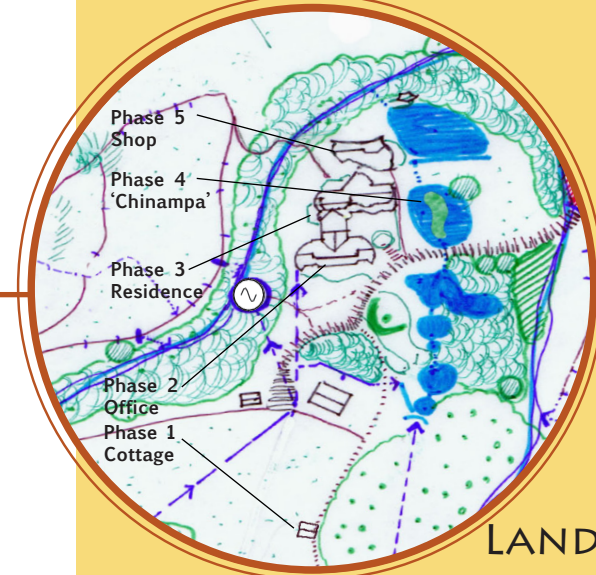 Phase 5
Shop
Phase 4
‘Chinampa’
Phase 3
Residence
Phase 2
Office
Phase 1
Cottage
LAND